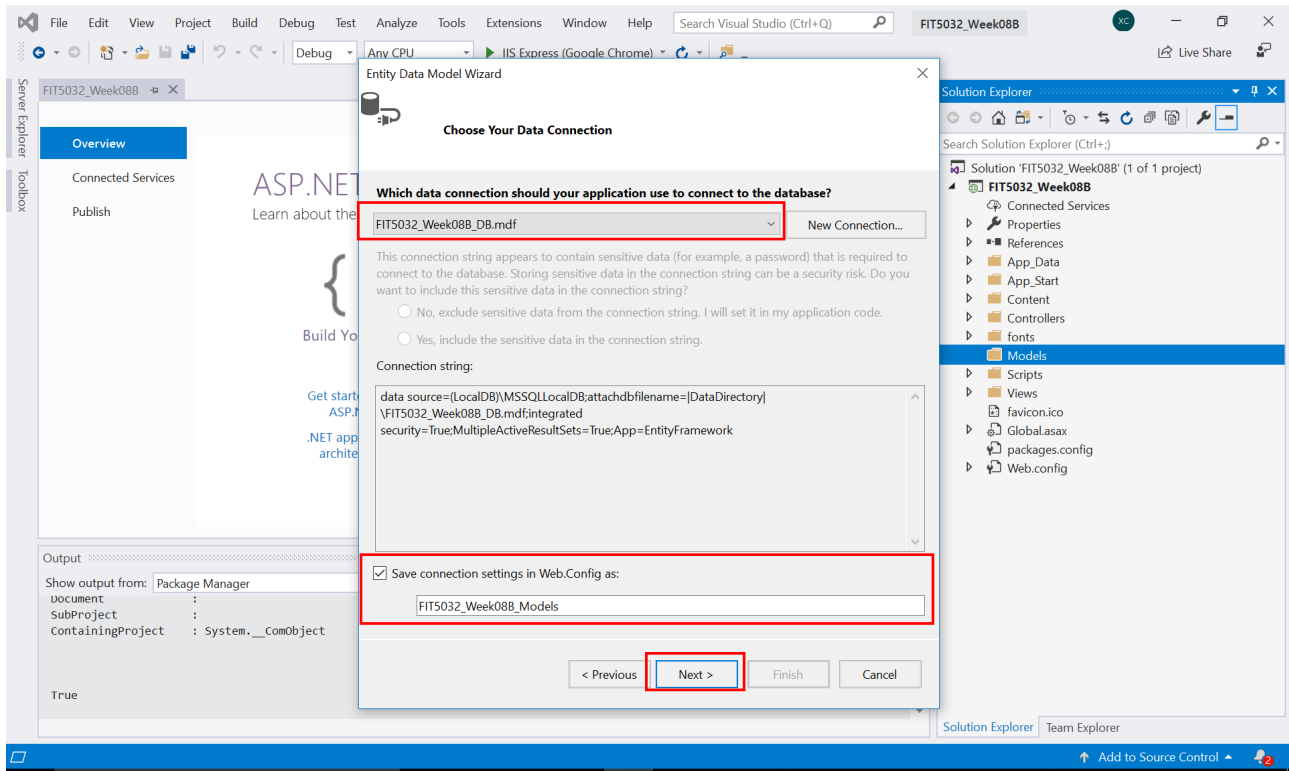 File Edit View Project Build Debug Test Analyze Tools Extensions Window Help Search Visual Studio (Ctrl+Q) FIT5032_Week08B XC
Debug Any CPU IIS Express (Google Chrome) Live Share
Server Explorer
Toolbox
FIT5032_Week08B
Overview
Connected Services
Publish
ASP.NET
Learn about the
{
Build Yo
Get start
ASP.N
.NET app
archite
Entity Data Model Wizard
Choose Your Data Connection
Which data connection should your application use to connect to the database?
FIT5032_Week08B_DB.mdf New Connection...
This connection string appears to contain sensitive data (for example, a password) that is required to
connect to the database. Storing sensitive data in the connection string can be a security risk. Do you
want to include this sensitive data in the connection string?
No, exclude sensitive data from the connection string. I will set it in my application code.
Yes, include the sensitive data in the connection string.
Connection string:
data source=(LocalDB)\MSSQLLocalDB;attachdbfilename=|DataDirectory|
\FIT5032_Week08B_DB.mdf;integrated
security=True;MultipleActiveResultSets=True;App=EntityFramework
Save connection settings in Web.Config as:
FIT5032_Week08B_Models
< Previous Next > Finish Cancel
Output
Show output from: Package Manager
Document :
SubProject :
ContainingProject : System.__ComObject
True
Solution Explorer
Search Solution Explorer (Ctrl+;)
Solution 'FIT5032_Week08B' (1 of 1 project)
FIT5032_Week08B
Connected Services
Properties
References
App_Data
App_Start
Content
Controllers
fonts
Models
Scripts
Views
favicon.ico
Global.asax
packages.config
Web.config
Solution Explorer Team Explorer
Add to Source Control 2